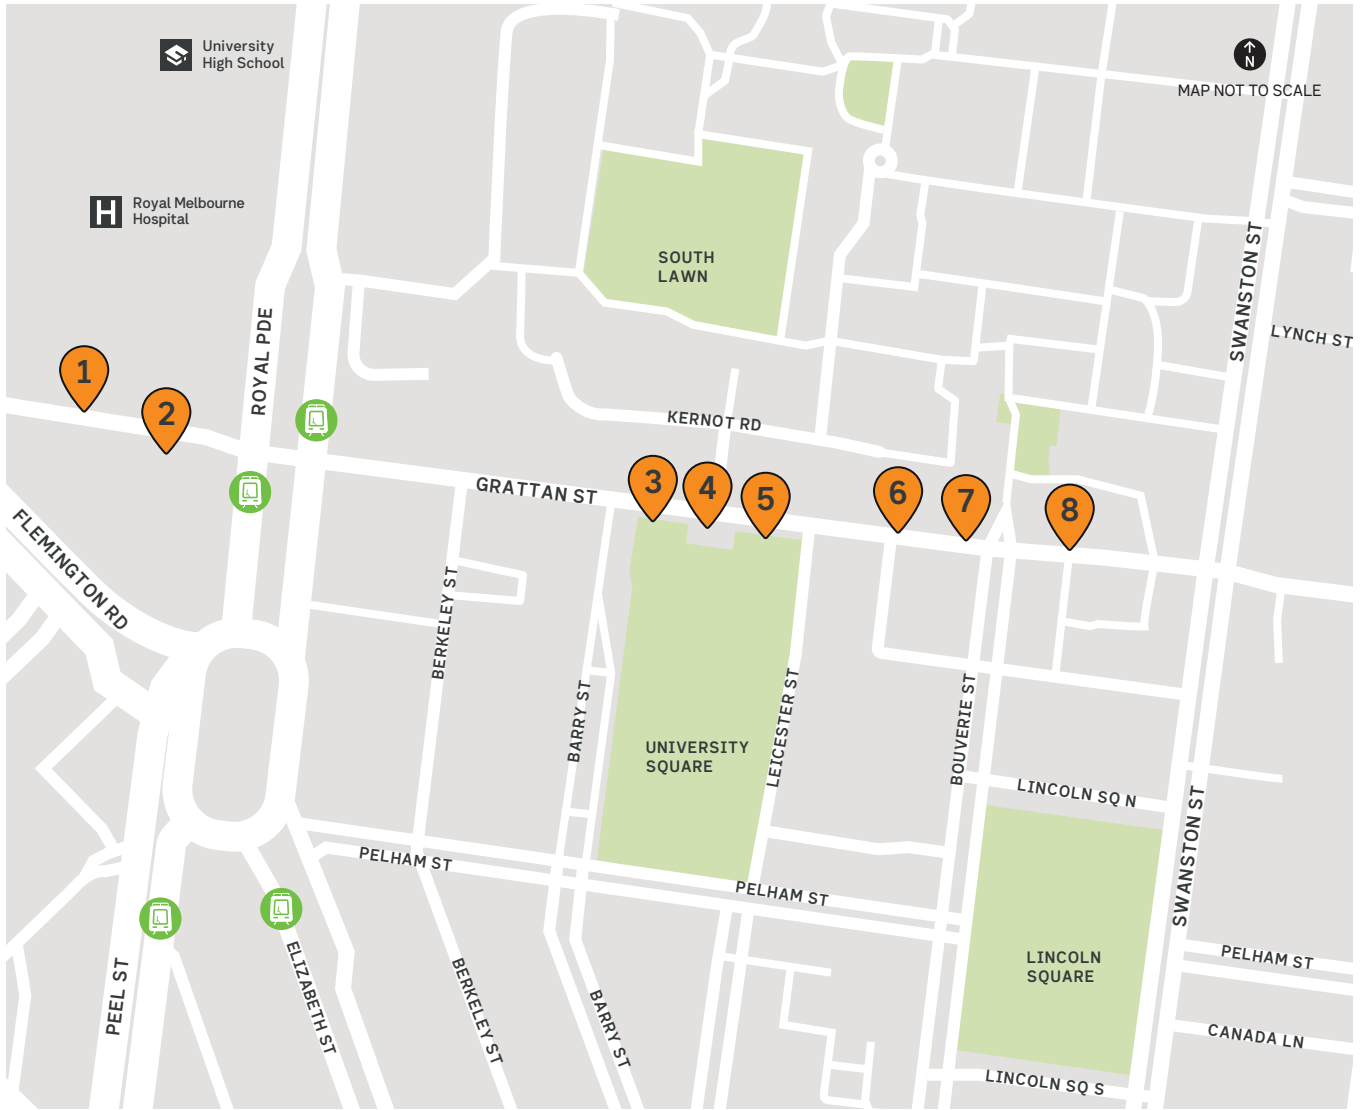 University
High School
N
MAP NOT TO SCALE
H
Royal Melbourne
Hospital
SOUTH
LAWN
SWANSTON ST
ROYAL PDE
LYNCH ST
1
2
KERNOT RD
GRATTAN ST
3
4
5
6
7
8
FLEMINGTON RD
BERKELEY ST
BARRY ST
UNIVERSITY
SQUARE
LEICESTER ST
BOUVERIE ST
LINCOLN SQ N
SWANSTON ST
PELHAM ST
PELHAM ST
LINCOLN
SQUARE
PELHAM ST
PEEL ST
ELIZABETH ST
BERKELEY ST
BARRY ST
CANADA LN
LINCOLN SQ S